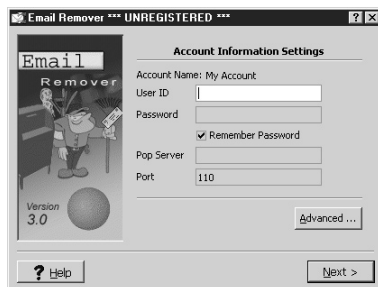 Email Remover *** UNREGISTERED ***
Email
Remover
Version
3.0
Account Information Settings
Account Name: My Account
User ID
Password
Remember Password
Pop Server
Port 110
Advanced ...
? Help
Next >